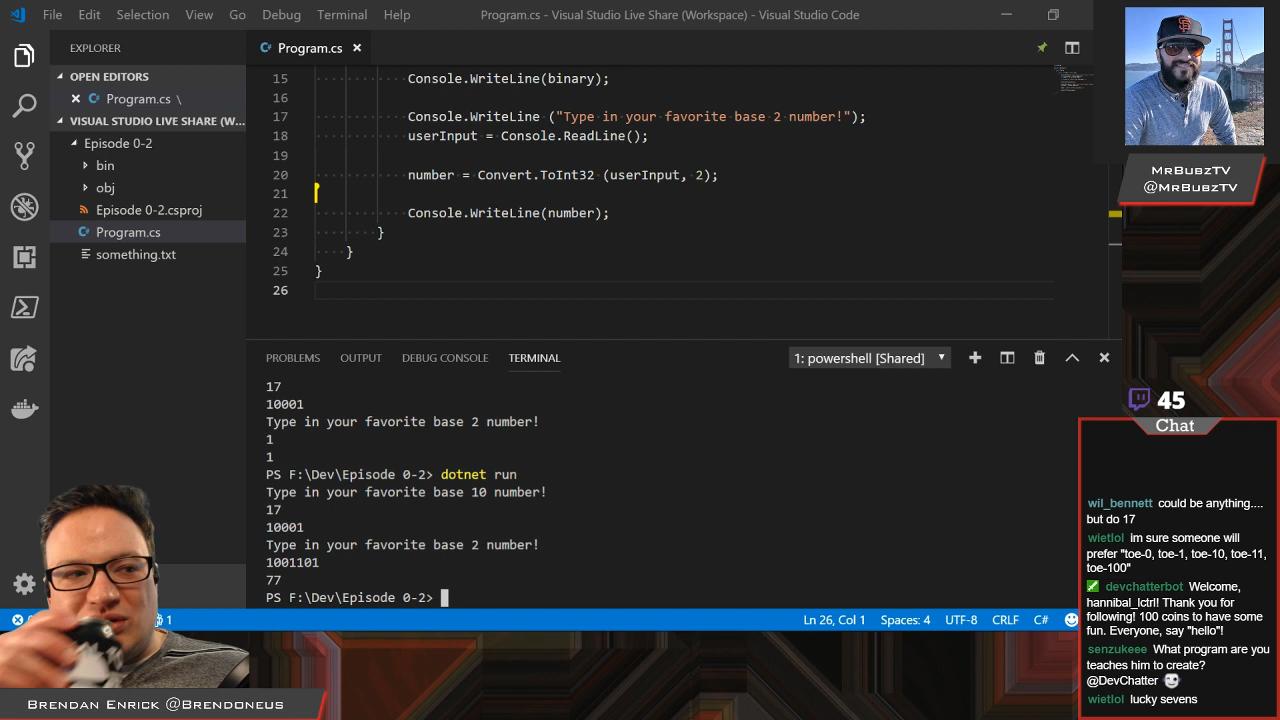 File Edit Selection View Go Debug Terminal Help
Program.cs - Visual Studio Live Share (Workspace) - Visual Studio Code
EXPLORER
OPEN EDITORS
Program.cs \
VISUAL STUDIO LIVE SHARE (W...
Episode 0-2
bin
obj
Episode 0-2.csproj
Program.cs
something.txt
Program.cs
15 Console.WriteLine(binary);
16
17 Console.WriteLine ("Type in your favorite base 2 number!");
18 userInput = Console.ReadLine();
19
20 number = Convert.ToInt32 (userInput, 2);
21
22 Console.WriteLine(number);
23 }
24 }
25 }
26
PROBLEMS OUTPUT DEBUG CONSOLE TERMINAL
1: powershell [Shared]
17
10001
Type in your favorite base 2 number!
1
1
PS F:\Dev\Episode 0-2> dotnet run
Type in your favorite base 10 number!
17
10001
Type in your favorite base 2 number!
1001101
77
PS F:\Dev\Episode 0-2>
1
Ln 26, Col 1 Spaces: 4 UTF-8 CRLF C#
MrBubzTV
@MrBubzTV
45
Chat
wil_bennett could be anything....
but do 17
wietlol im sure someone will
prefer "toe-0, toe-1, toe-10, toe-11,
toe-100"
devchatterbot Welcome,
hannibal_lctrl! Thank you for
following! 100 coins to have some
fun. Everyone, say "hello"!
senzukeee What program are you
teaches him to create?
@DevChatter
wietlol lucky sevens
Brendan Enrick @Brendoneus